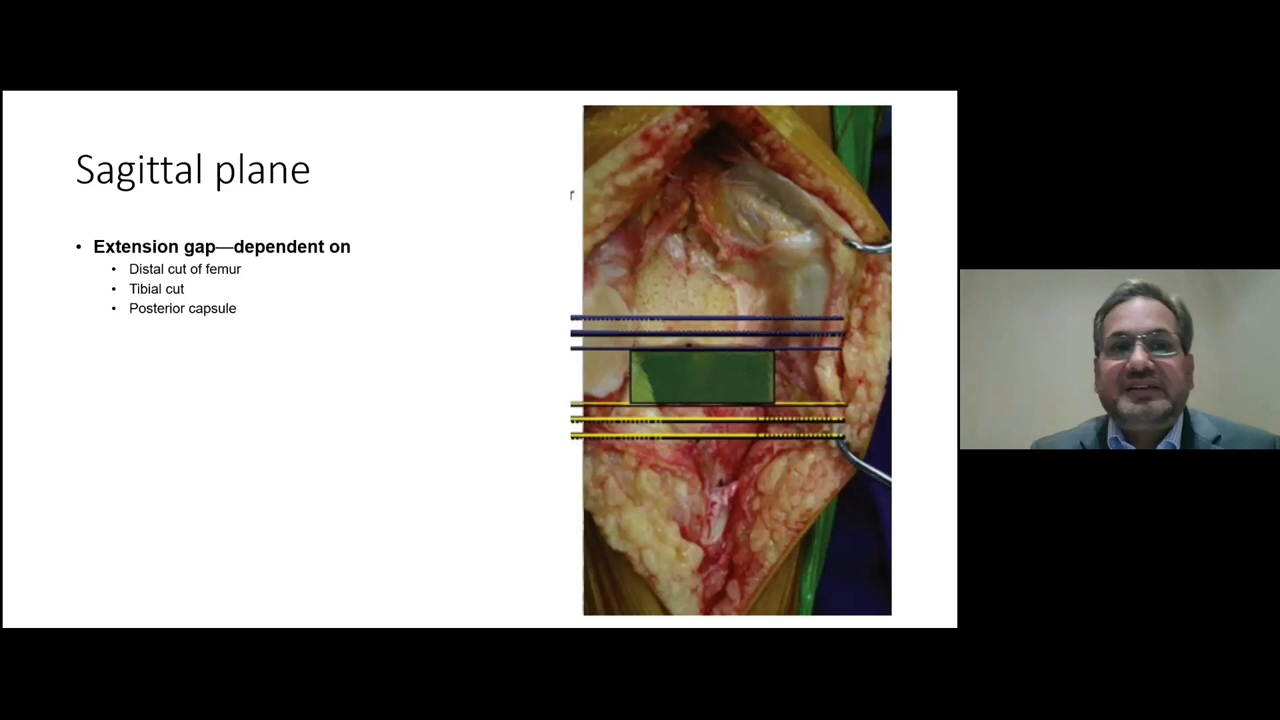 Sagittal plane
r
• Extension gap—dependent on
• Distal cut of femur
• Tibial cut
• Posterior capsule